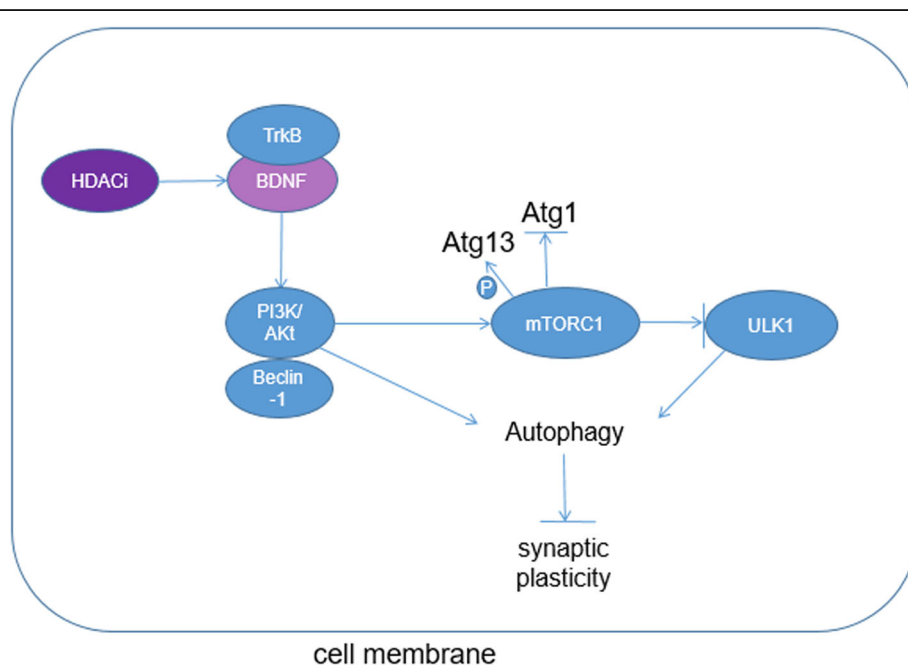 TrkB
HDACi
BDNF
Atg1
Atg13
P
PI3K/
AKt
mTORC1
ULK1
Beclin
-1
Autophagy
synaptic
plasticity
cell membrane